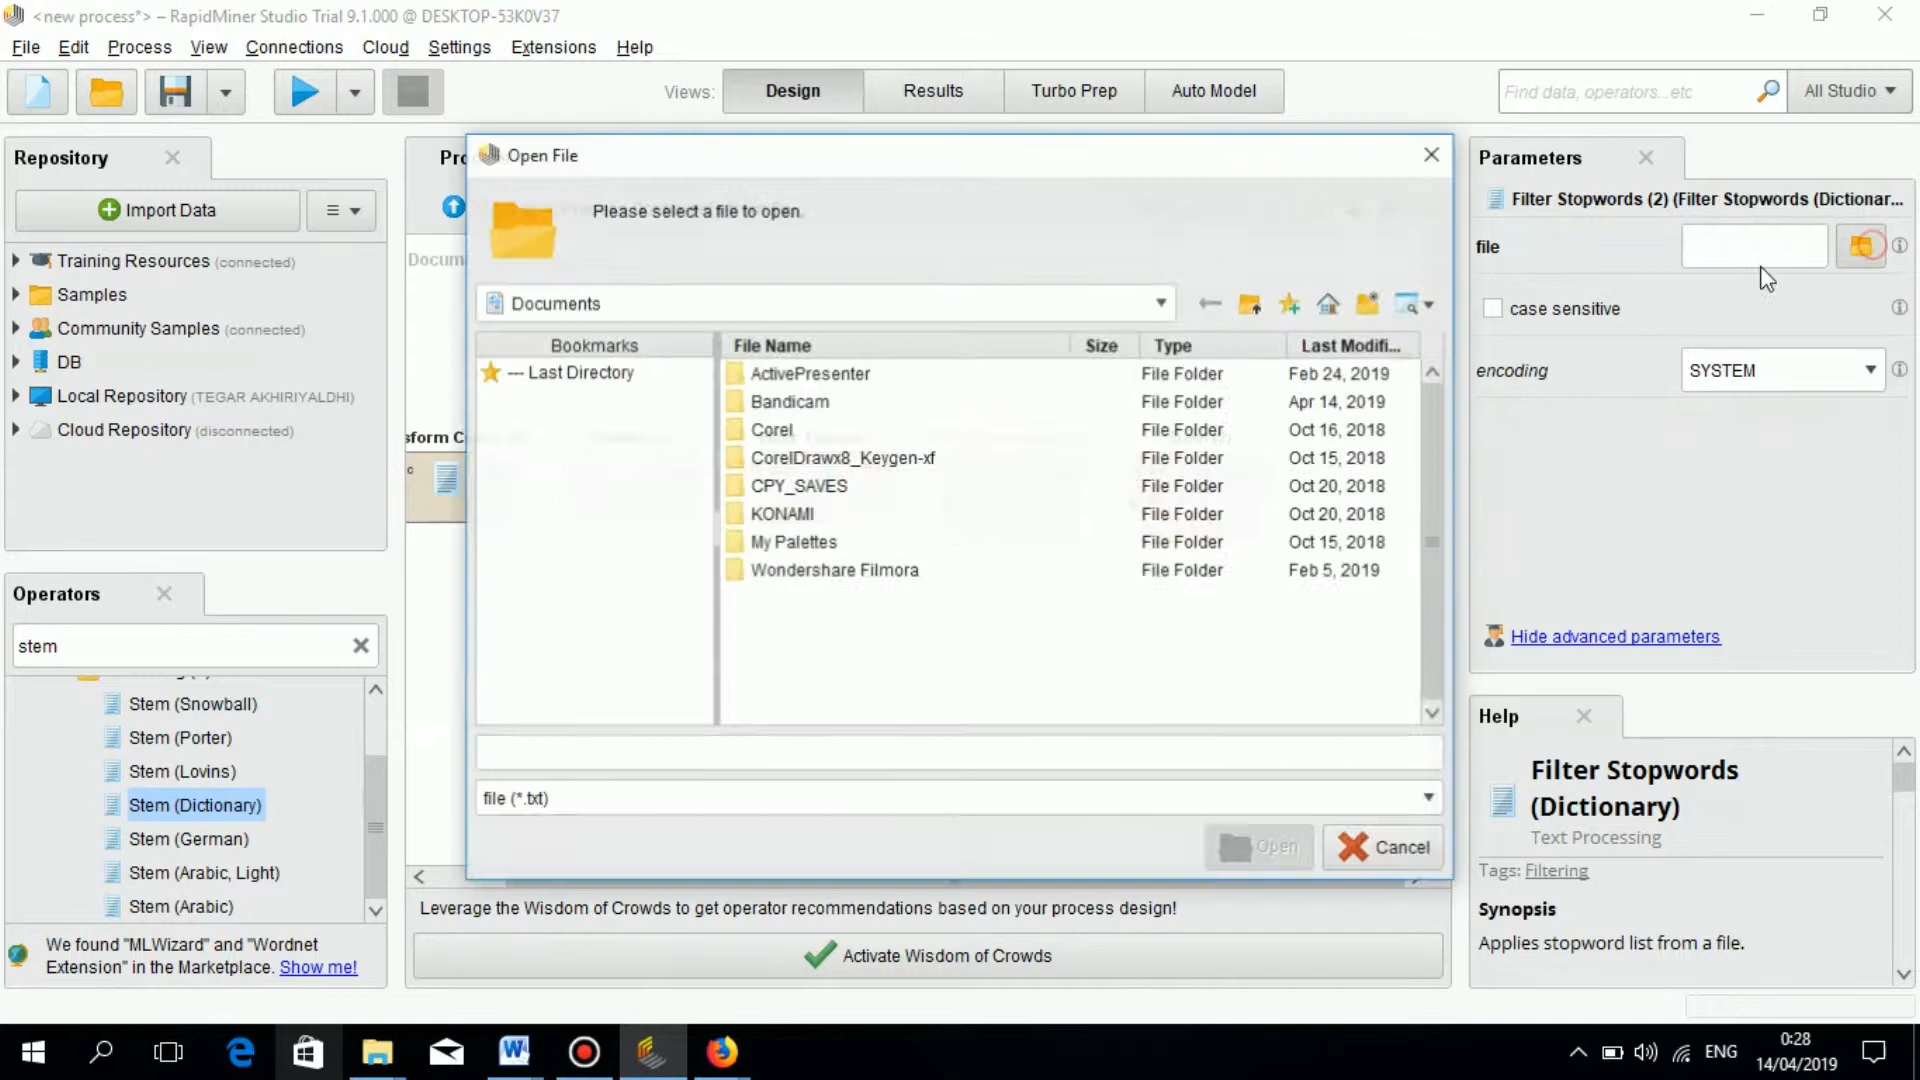 <new process*> – RapidMiner Studio Trial 9.1.000 @ DESKTOP-53K0V37
File Edit Process View Connections Cloud Settings Extensions Help
Views: Design Results Turbo Prep Auto Model
Find data, operators...etc
All Studio
Repository
Import Data
Training Resources (connected)
Samples
Community Samples (connected)
DB
Local Repository (TEGAR AKHIRIYALDHI)
Cloud Repository (disconnected)
Operators
stem
Stem (Snowball)
Stem (Porter)
Stem (Lovins)
Stem (Dictionary)
Stem (German)
Stem (Arabic, Light)
Stem (Arabic)
We found "MLWizard" and "Wordnet
Extension" in the Marketplace. Show me!
Open File
Please select a file to open.
Documents
Bookmarks
--- Last Directory
File Name Size Type Last Modifi...
ActivePresenter File Folder Feb 24, 2019
Bandicam File Folder Apr 14, 2019
Corel File Folder Oct 16, 2018
CorelDrawx8_Keygen-xf File Folder Oct 15, 2018
CPY_SAVES File Folder Oct 20, 2018
KONAMI File Folder Oct 20, 2018
My Palettes File Folder Oct 15, 2018
Wondershare Filmora File Folder Feb 5, 2019
file (*.txt)
Open
Cancel
Leverage the Wisdom of Crowds to get operator recommendations based on your process design!
Activate Wisdom of Crowds
Parameters
Filter Stopwords (2) (Filter Stopwords (Dictionar...
file
case sensitive
encoding SYSTEM
Hide advanced parameters
Help
Filter Stopwords
(Dictionary)
Text Processing
Tags: Filtering
Synopsis
Applies stopword list from a file.
ENG
0:28
14/04/2019